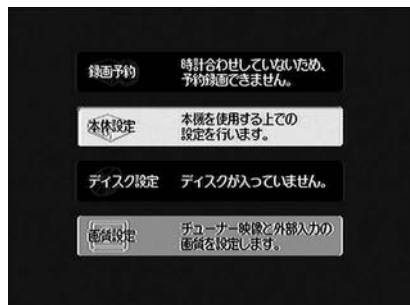 録画予約
時計合わせしていないため、
予約録画できません。
本体設定
本機を使用する上での
設定を行います。
ディスク設定
ディスクが入っていません。
画質設定
チューナー映像と外部入力の
画質を設定します。